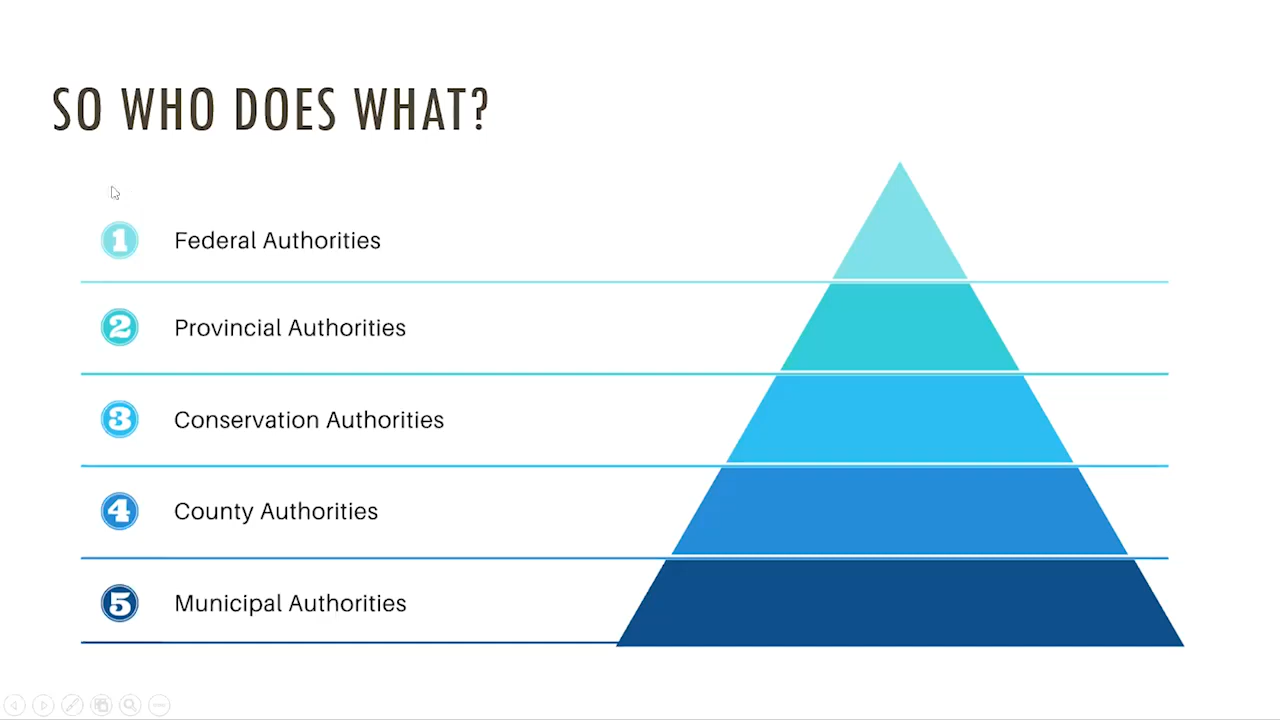 SO WHO DOES WHAT?
1 Federal Authorities
2 Provincial Authorities
3 Conservation Authorities
4 County Authorities
5 Municipal Authorities